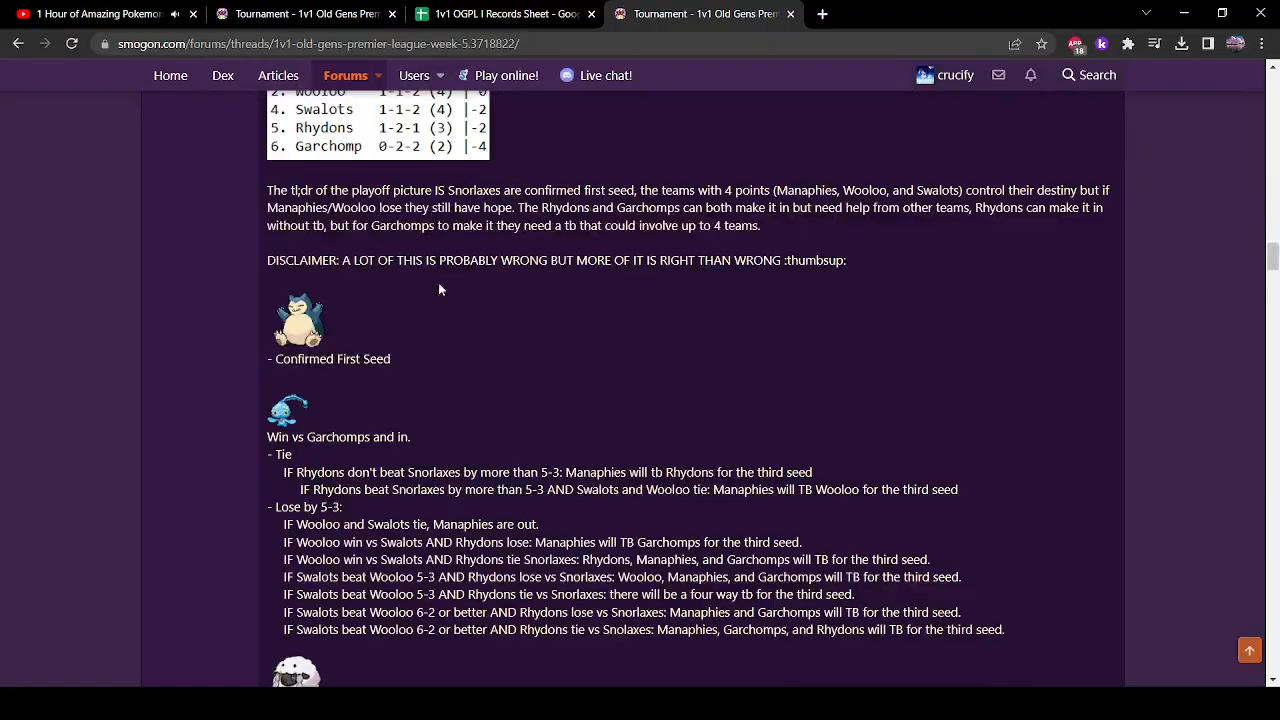 1 Hour of Amazing Pokemon
Tournament - 1v1 Old Gens Prem
1v1 OGPL I Records Sheet - Goo
Tournament - 1v1 Old Gens Prem
smogon.com/forums/threads/1v1-old-gens-premier-league-week-5.3718822/
ABP
18
k
Home Dex Articles Forums Users Play online! Live chat! crucify Search
2. Wooloo 1-1-2 (4) | 0
4. Swalots 1-1-2 (4) |-2
5. Rhydons 1-2-1 (3) |-2
6. Garchomp 0-2-2 (2) |-4
The tl;dr of the playoff picture IS Snorlaxes are confirmed first seed, the teams with 4 points (Manaphies, Wooloo, and Swalots) control their destiny but if
Manaphies/Wooloo lose they still have hope. The Rhydons and Garchomps can both make it in but need help from other teams, Rhydons can make it in
without tb, but for Garchomps to make it they need a tb that could involve up to 4 teams.
DISCLAIMER: A LOT OF THIS IS PROBABLY WRONG BUT MORE OF IT IS RIGHT THAN WRONG :thumbsup:
- Confirmed First Seed
Win vs Garchomps and in.
- Tie
IF Rhydons don't beat Snorlaxes by more than 5-3: Manaphies will tb Rhydons for the third seed
IF Rhydons beat Snorlaxes by more than 5-3 AND Swalots and Wooloo tie: Manaphies will TB Wooloo for the third seed
- Lose by 5-3:
IF Wooloo and Swalots tie, Manaphies are out.
IF Wooloo win vs Swalots AND Rhydons lose: Manaphies will TB Garchomps for the third seed.
IF Wooloo win vs Swalots AND Rhydons tie Snorlaxes: Rhydons, Manaphies, and Garchomps will TB for the third seed.
IF Swalots beat Wooloo 5-3 AND Rhydons lose vs Snorlaxes: Wooloo, Manaphies, and Garchomps will TB for the third seed.
IF Swalots beat Wooloo 5-3 AND Rhydons tie vs Snorlaxes: there will be a four way tb for the third seed.
IF Swalots beat Wooloo 6-2 or better AND Rhydons lose vs Snorlaxes: Manaphies and Garchomps will TB for the third seed.
IF Swalots beat Wooloo 6-2 or better AND Rhydons tie vs Snolaxes: Manaphies, Garchomps, and Rhydons will TB for the third seed.